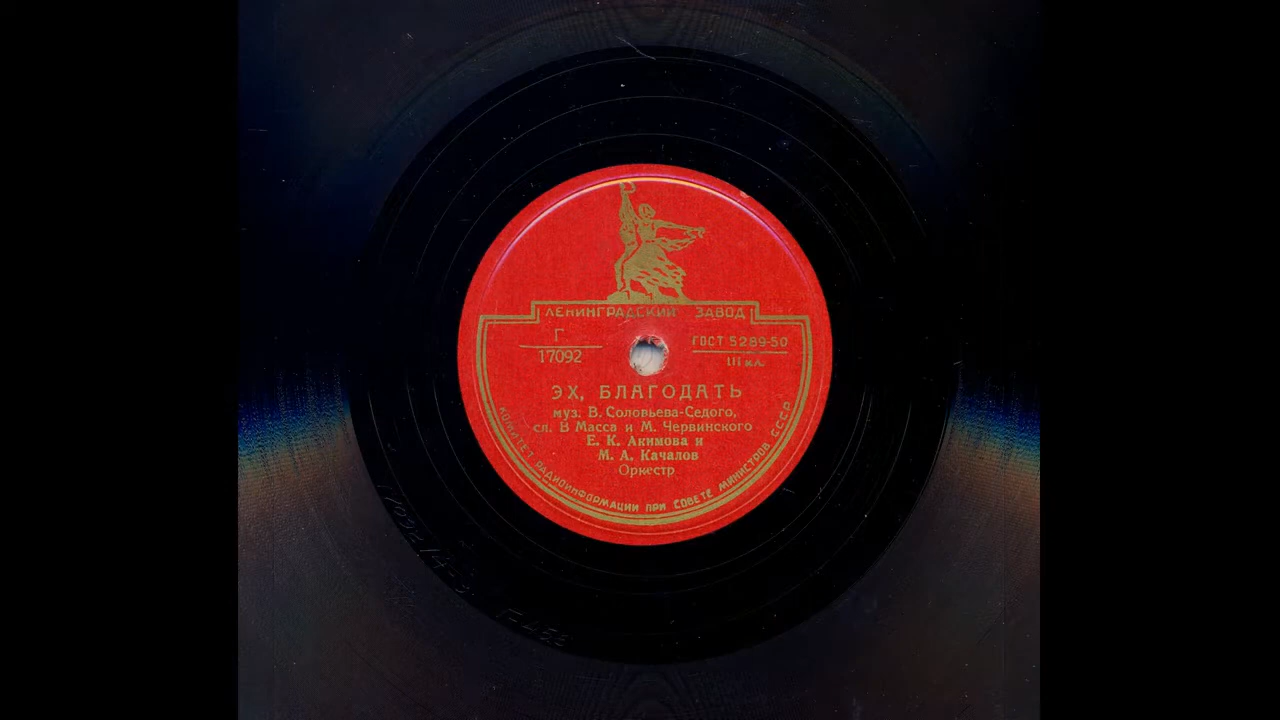 ЛЕНИНГРАДСКИЙ ЗАВОД
Г
17092
ГОСТ 5289-50
III кл.
ЭХ, БЛАГОДАТЬ
муз. В. Соловьева-Седого,
сл. В Масса и М. Червинского
Е. К. Акимова и
М. А. Качалов
Оркестр
КОМИТЕТ РАДИОИНФОРМАЦИИ ПРИ СОВЕТЕ МИНИСТРОВ СССР